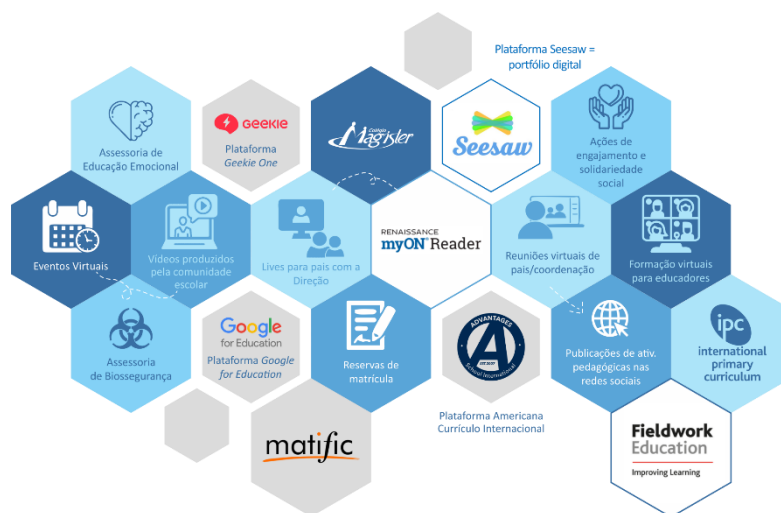 Plataforma Seesaw =
portfólio digital
Assessoria de
Educação Emocional
GEEKIE
Plataforma
Geekie One
Colégio
Magister
Seesaw
Ações de
engajamento e
solidariedade
social
Eventos Virtuais
Vídeos produzidos
pela comunidade
escolar
Lives para pais com a
Direção
RENAISSANCE
myON® Reader
Reuniões virtuais de
pais/coordenação
Formação virtuais
para educadores
Assessoria
de Biossegurança
Google
for Education
Plataforma Google
for Education
Reservas de
matrícula
ADVANTAGES
A
School International
Plataforma Americana
Currículo Internacional
Publicações de ativ.
pedagógicas nas
redes sociais
ipc
international
primary
curriculum
matific
Fieldwork
Education
Improving Learning